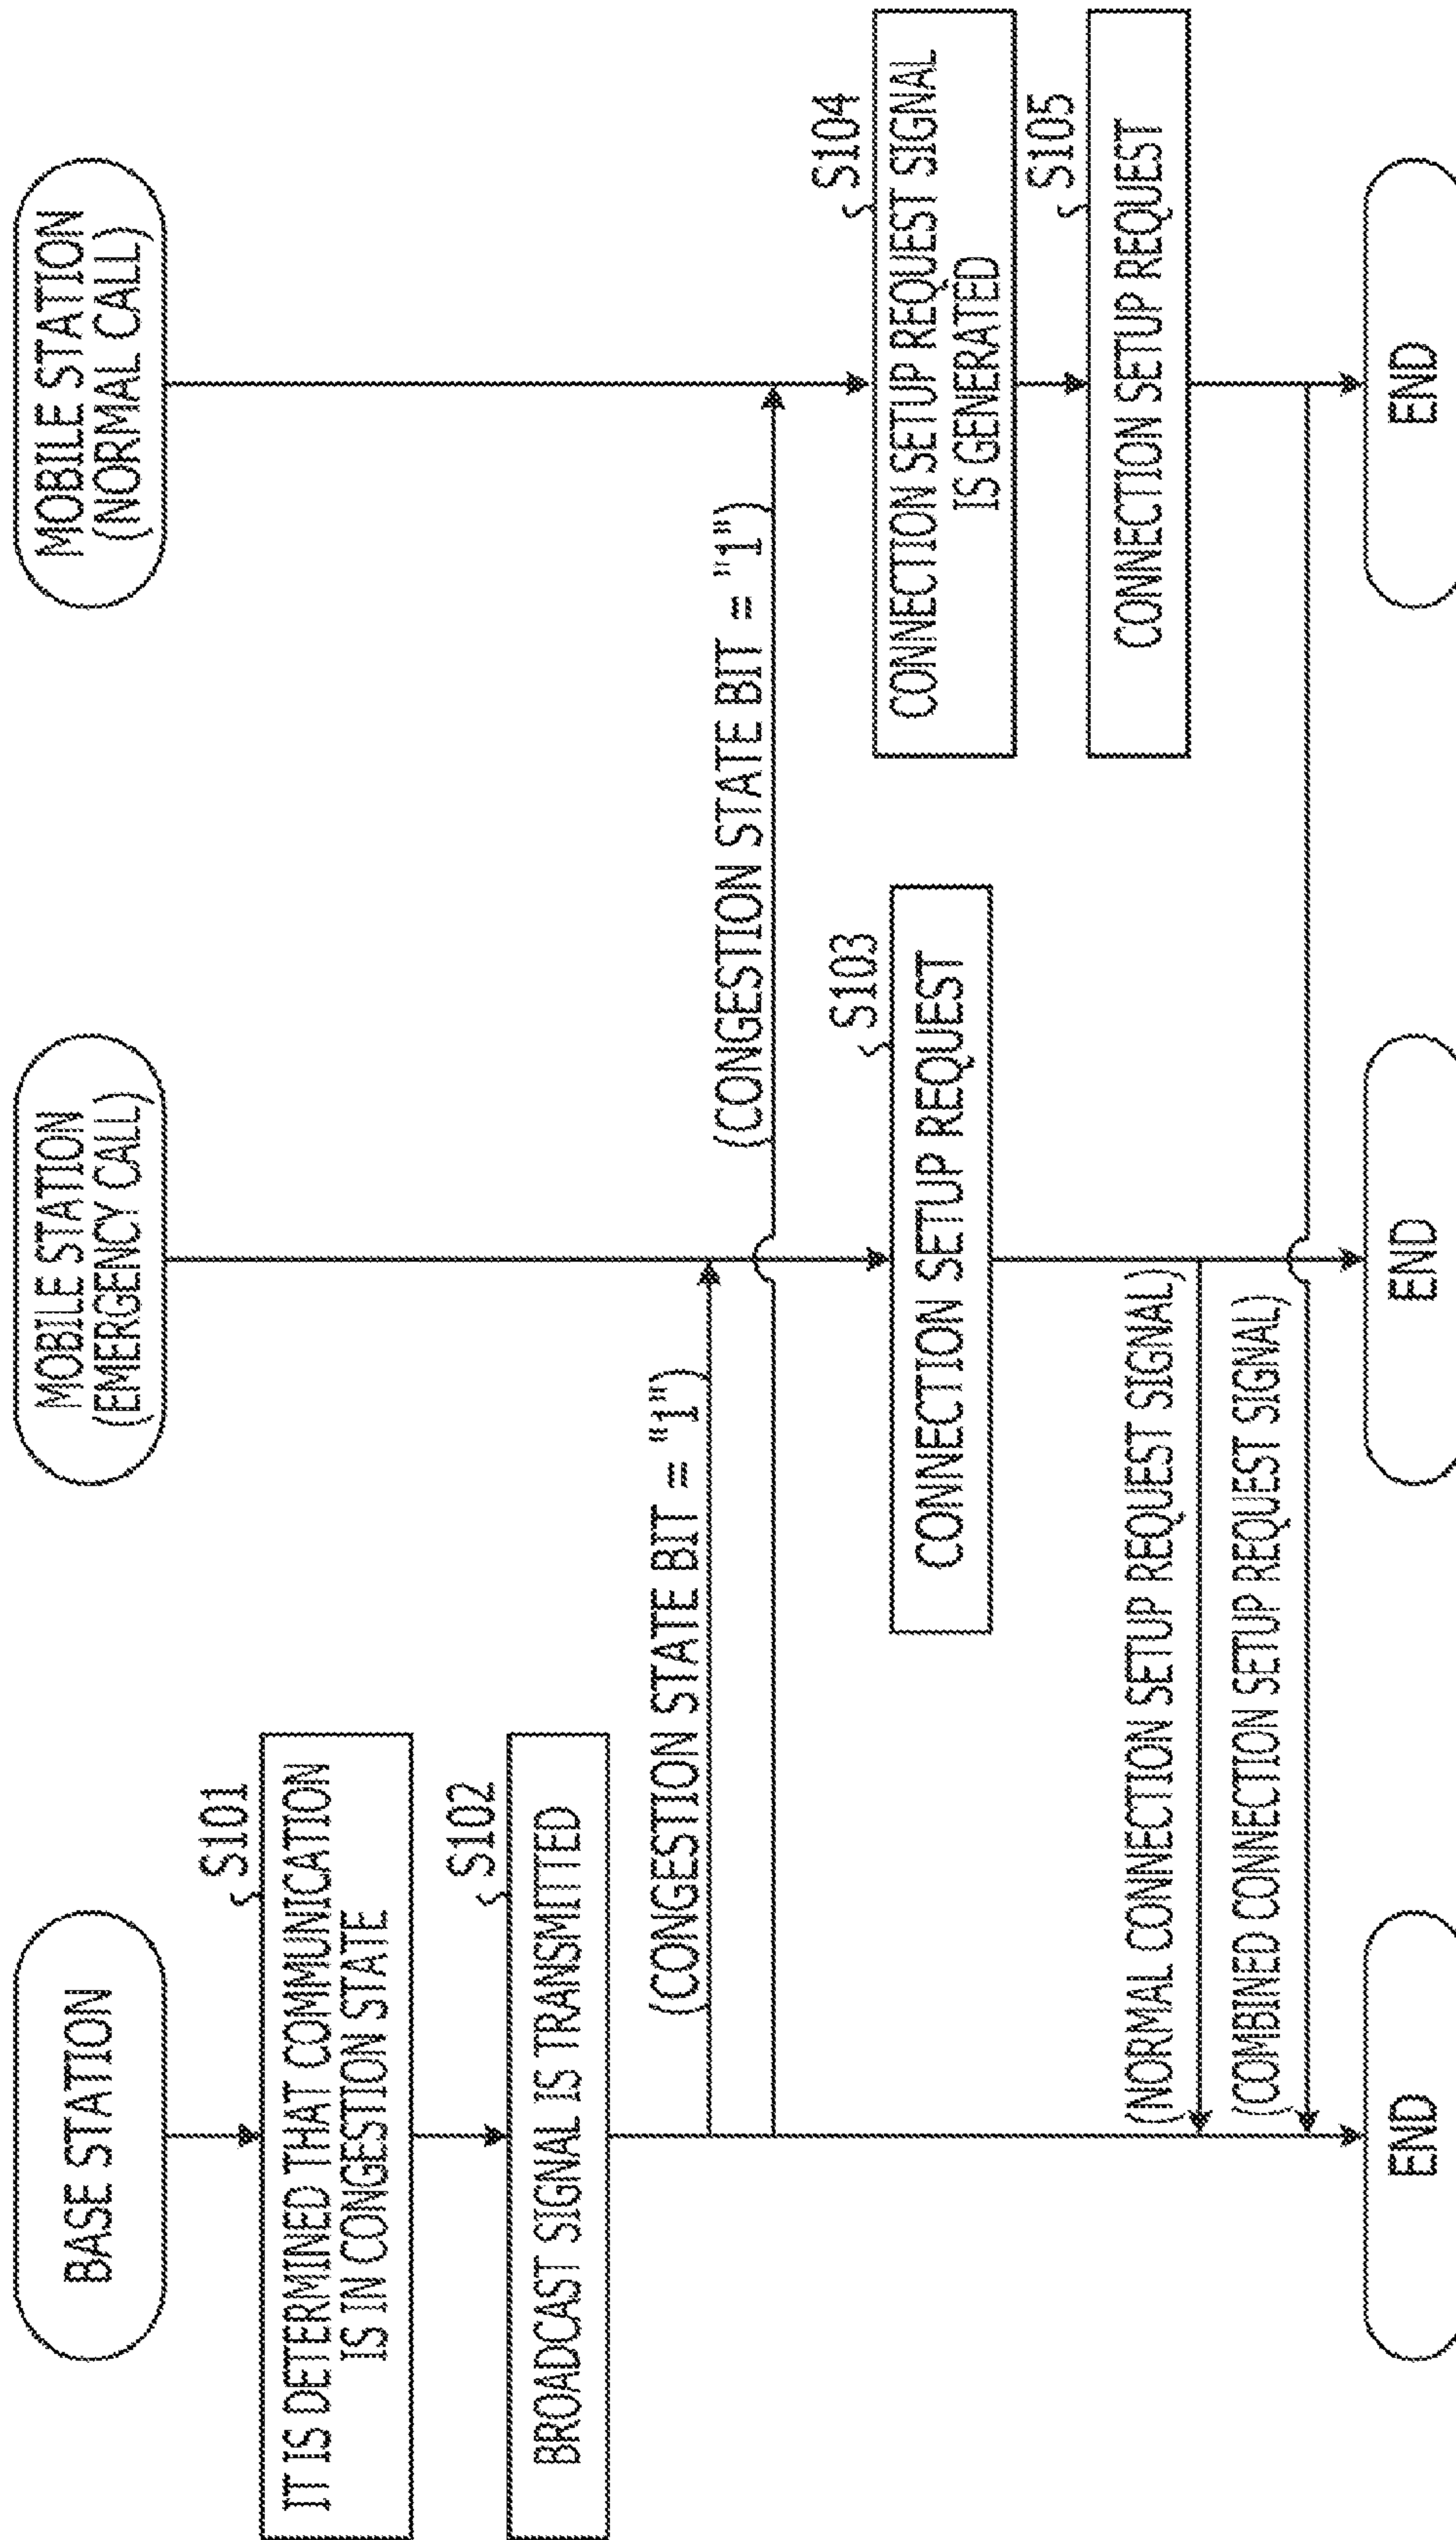 BASE STATION
MOBILE STATION
(EMERGENCY CALL)
MOBILE STATION
(NORMAL CALL)
S101
IT IS DETERMINED THAT COMMUNICATION
IS IN CONGESTION STATE
S102
BROADCAST SIGNAL IS TRANSMITTED
(CONGESTION STATE BIT = "1")
(CONGESTION STATE BIT = "1")
S103
CONNECTION SETUP REQUEST
S104
CONNECTION SETUP REQUEST SIGNAL
IS GENERATED
S105
CONNECTION SETUP REQUEST
(NORMAL CONNECTION SETUP REQUEST SIGNAL)
(COMBINED CONNECTION SETUP REQUEST SIGNAL)
END
END
END